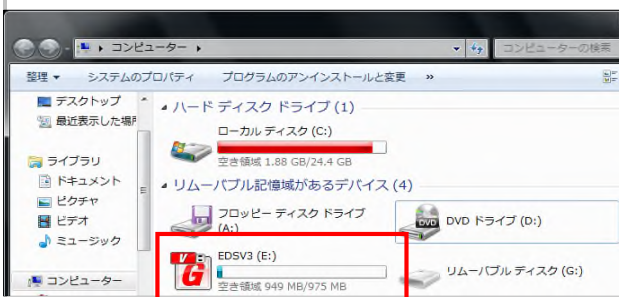 コンピューター
コンピューターの検索
整理 システムのプロパティ プログラムのアンインストールと変更 »
デスクトップ
最近表示した場所
ライブラリ
ドキュメント
ピクチャ
ビデオ
ミュージック
コンピューター
ハード ディスク ドライブ (1)
ローカル ディスク (C:)
空き領域 1.88 GB/24.4 GB
リムーバブル記憶域があるデバイス (4)
フロッピー ディスク ドライブ
(A:)
DVD
DVD ドライブ (D:)
V 3
G
EDSV3 (E:)
空き領域 949 MB/975 MB
リムーバブル ディスク (G:)